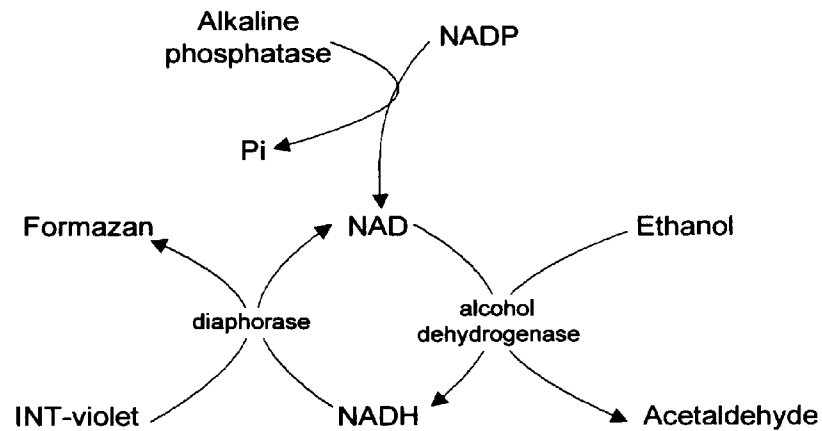 Alkaline
phosphatase
NADP
Pi
Formazan
NAD
Ethanol
diaphorase
alcohol
dehydrogenase
INT-violet
NADH
Acetaldehyde